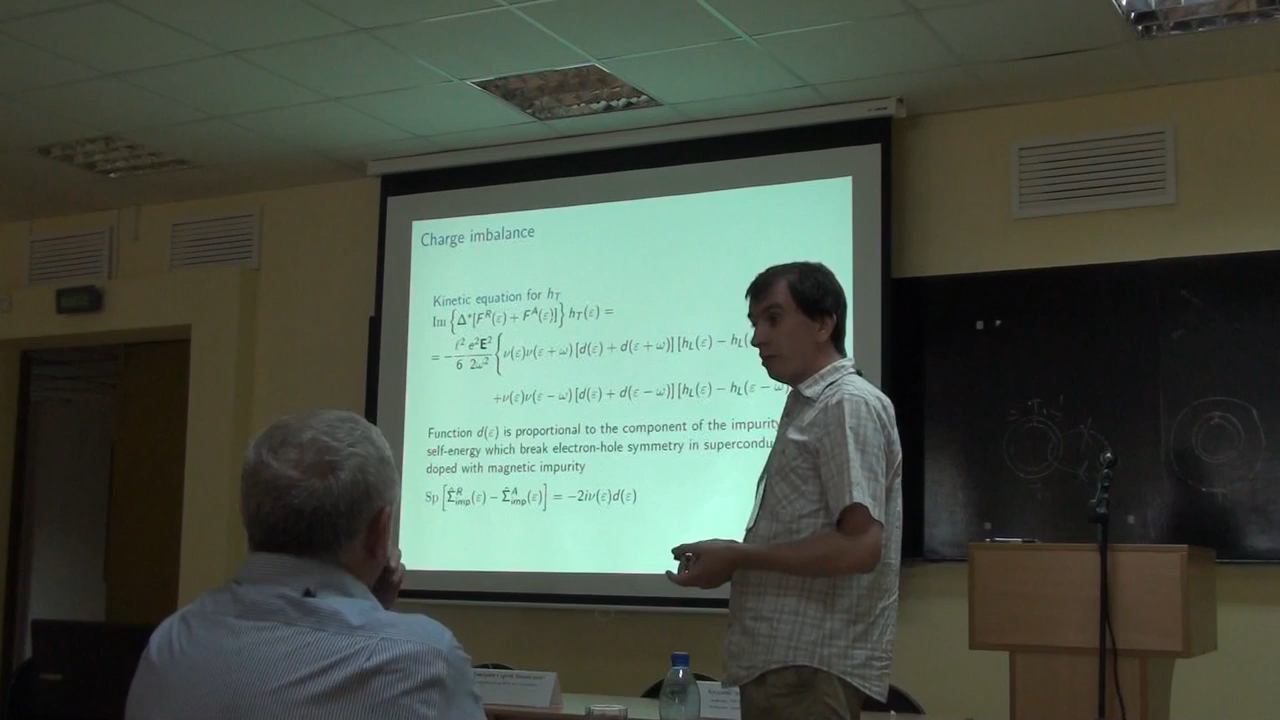 Charge imbalance
Kinetic equation for h_T
Im {Δ*[F^R(ε) + F^A(ε)]} h_T(ε) =
= −(ℓ²/6)(e²E²/2ω²) {ν(ε)ν(ε + ω) [d(ε) + d(ε + ω)] [h_L(ε) − h_L(
+ν(ε)ν(ε − ω) [d(ε) + d(ε − ω)] [h_L(ε) − h_L(ε − ω)
Function d(ε) is proportional to the component of the impurity
self-energy which break electron-hole symmetry in supercondu
doped with magnetic impurity
Sp [Σ̂^R_imp(ε) − Σ̂^A_imp(ε)] = −2iν(ε)d(ε)